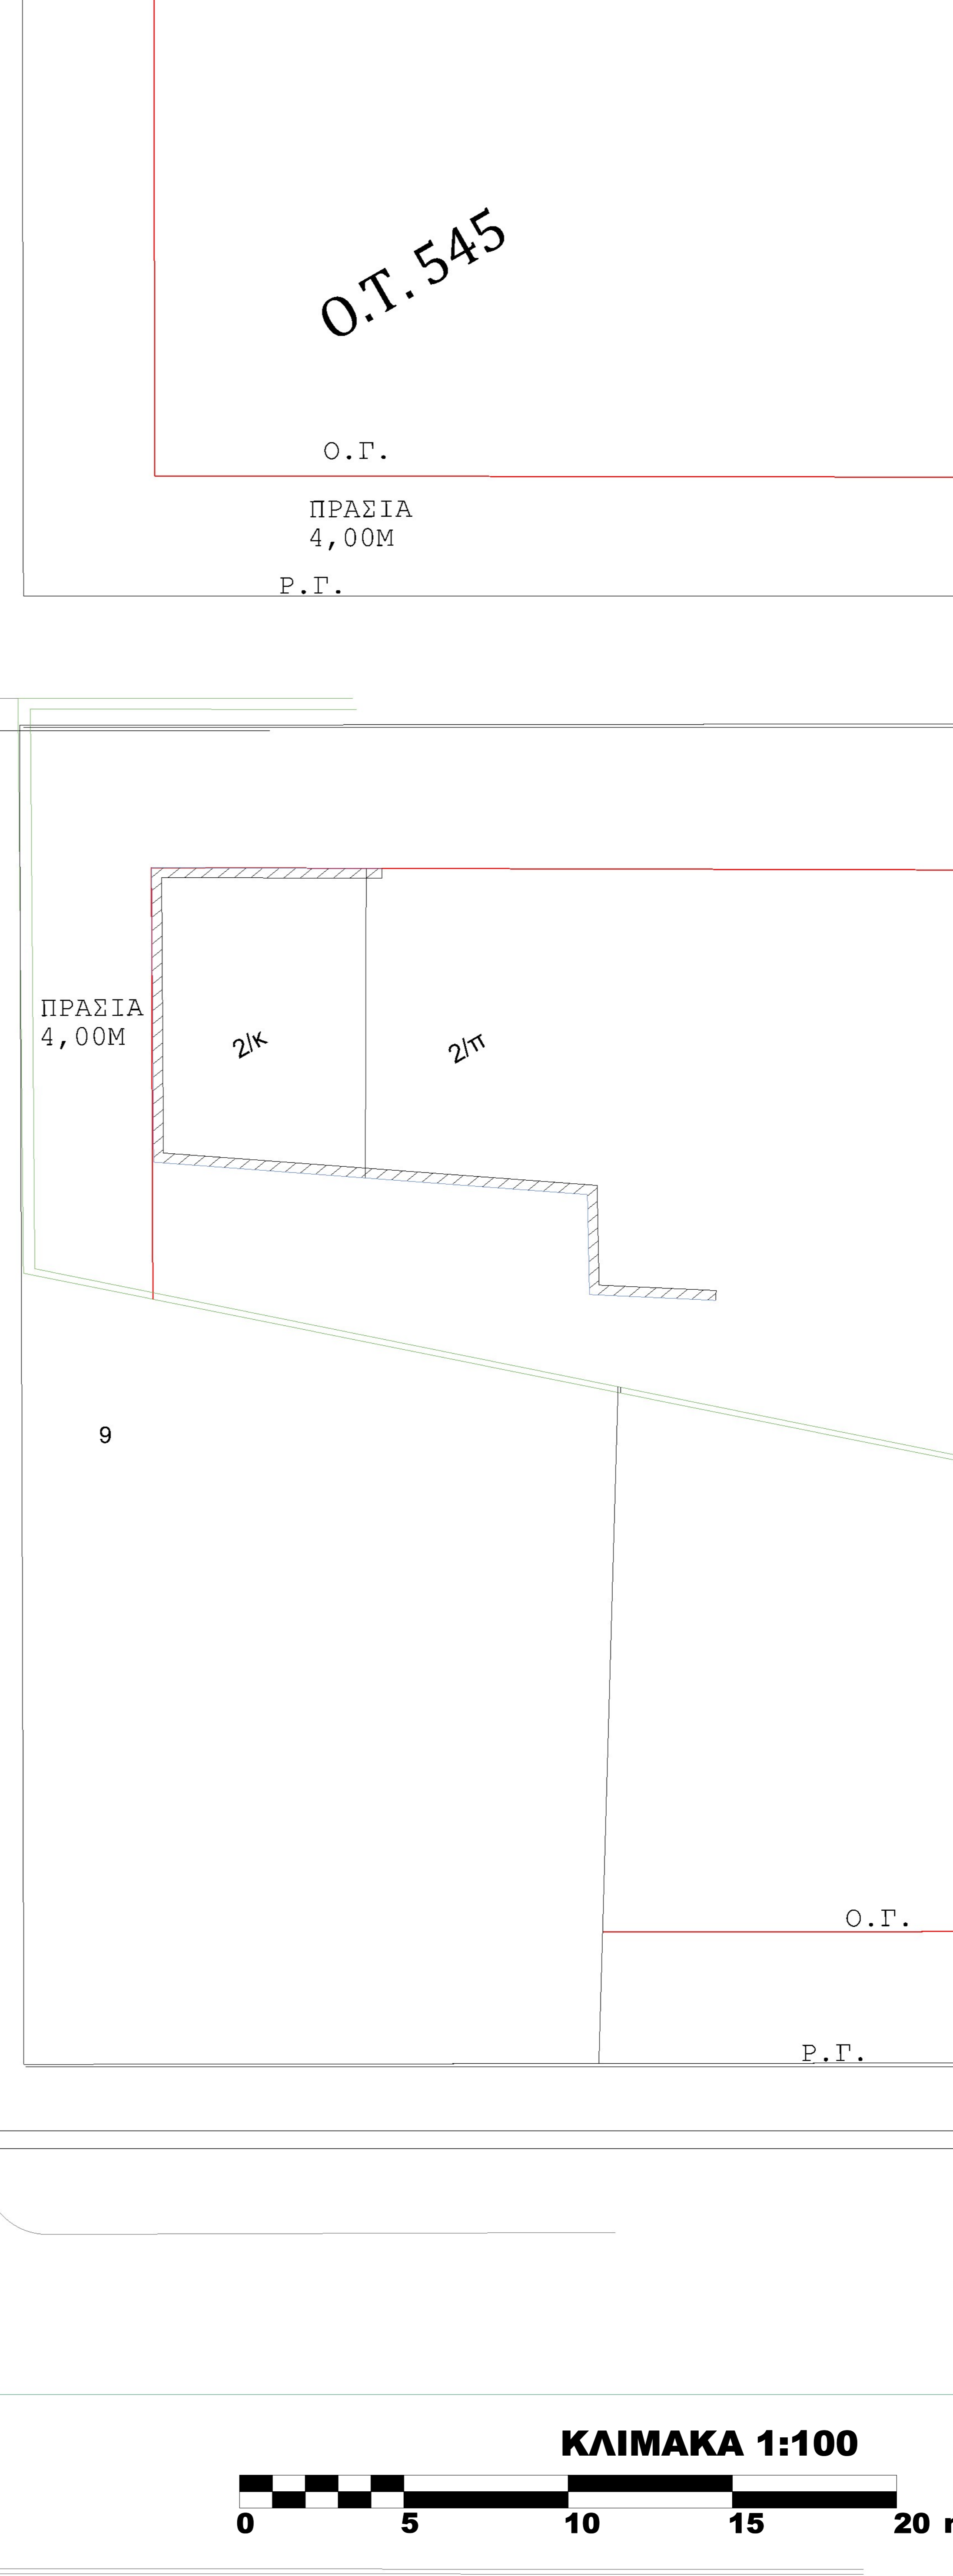 Ο.Τ. 545
Ο.Γ.
ΠΡΑΣΙΑ
4,00Μ
Ρ.Γ.
ΠΡΑΣΙΑ
4,00Μ
2/κ
2/π
9
Ο.Γ.
Ρ.Γ.
ΚΛΙΜΑΚΑ 1:100
0 5 10 15 20